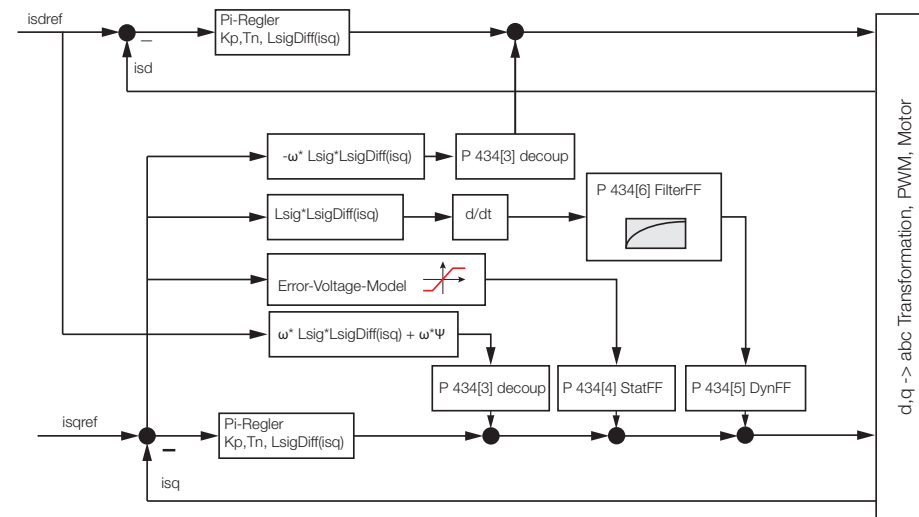 isdref
Pi-Regler
Kp,Tn, LsigDiff(isq)
isd
-ω* Lsig*LsigDiff(isq)
P 434[3] decoup
P 434[6] FilterFF
Lsig*LsigDiff(isq)
d/dt
Error-Voltage-Model
ω* Lsig*LsigDiff(isq) + ω*Ψ
P 434[3] decoup
P 434[4] StatFF
P 434[5] DynFF
isqref
Pi-Regler
Kp,Tn, LsigDiff(isq)
isq
d,q -> abc Transformation, PWM, Motor